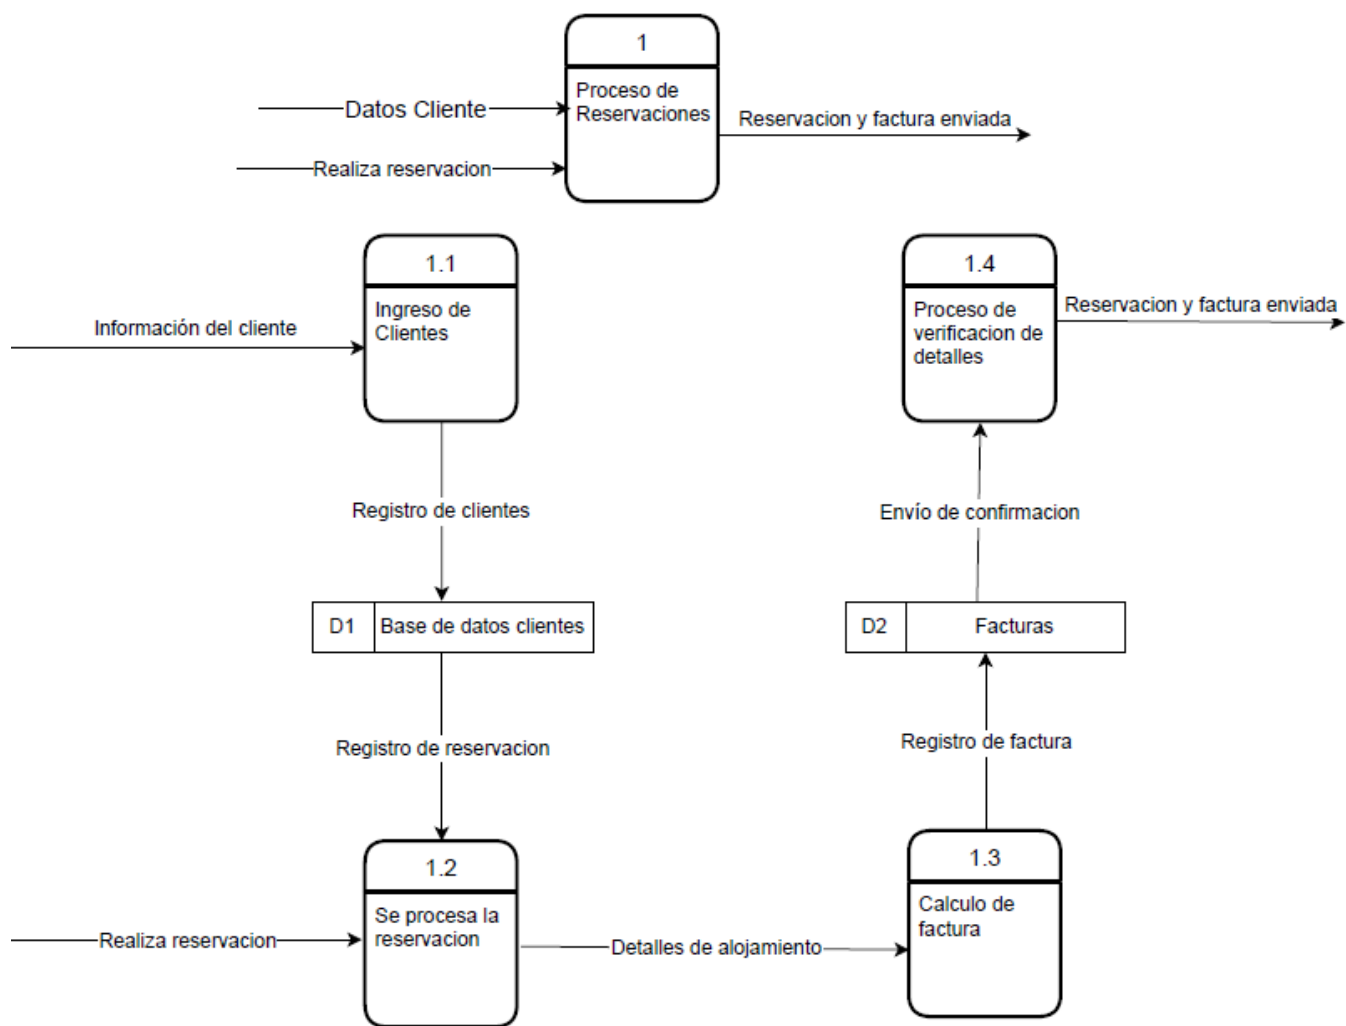 1
Proceso de
Reservaciones
Datos Cliente
Reservacion y factura enviada
Realiza reservacion
1.1
Ingreso de
Clientes
Información del cliente
1.4
Proceso de
verificacion de
detalles
Reservacion y factura enviada
Registro de clientes
Envío de confirmacion
D1
Base de datos clientes
D2
Facturas
Registro de reservacion
Registro de factura
1.2
Se procesa la
reservacion
Realiza reservacion
Detalles de alojamiento
1.3
Calculo de
factura